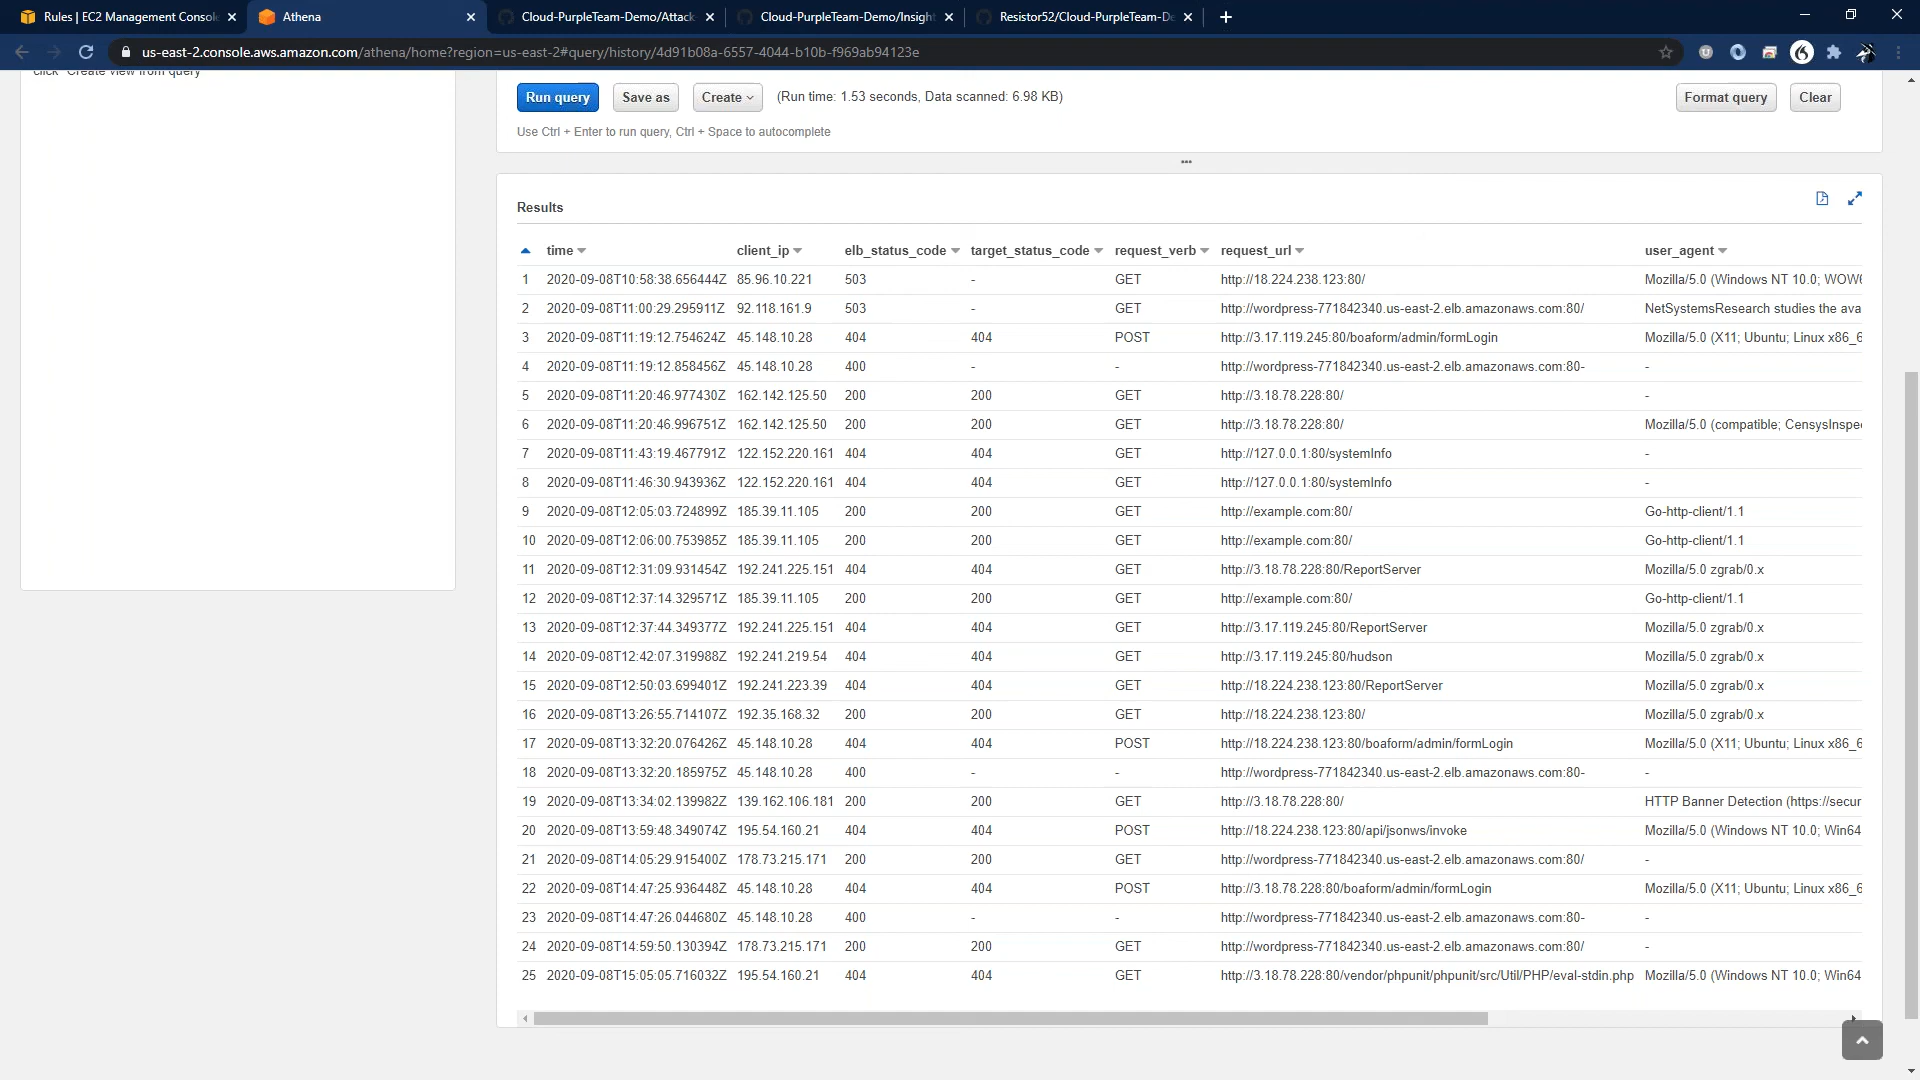 Rules | EC2 Management Console
Athena
Cloud-PurpleTeam-Demo/Attack
Cloud-PurpleTeam-Demo/Insight
Resistor52/Cloud-PurpleTeam-De
us-east-2.console.aws.amazon.com/athena/home?region=us-east-2#query/history/4d91b08a-6557-4044-b10b-f969ab94123e
click "Create view from query"
Run query Save as Create (Run time: 1.53 seconds, Data scanned: 6.98 KB) Format query Clear
Use Ctrl + Enter to run query, Ctrl + Space to autocomplete
Results
time client_ip elb_status_code target_status_code request_verb request_url user_agent
1 2020-09-08T10:58:38.656444Z 85.96.10.221 503 - GET http://18.224.238.123:80/ Mozilla/5.0 (Windows NT 10.0; WOW6
2 2020-09-08T11:00:29.295911Z 92.118.161.9 503 - GET http://wordpress-771842340.us-east-2.elb.amazonaws.com:80/ NetSystemsResearch studies the ava
3 2020-09-08T11:19:12.754624Z 45.148.10.28 404 404 POST http://3.17.119.245:80/boaform/admin/formLogin Mozilla/5.0 (X11; Ubuntu; Linux x86_6
4 2020-09-08T11:19:12.858456Z 45.148.10.28 400 - - http://wordpress-771842340.us-east-2.elb.amazonaws.com:80- -
5 2020-09-08T11:20:46.977430Z 162.142.125.50 200 200 GET http://3.18.78.228:80/ -
6 2020-09-08T11:20:46.996751Z 162.142.125.50 200 200 GET http://3.18.78.228:80/ Mozilla/5.0 (compatible; CensysInspe
7 2020-09-08T11:43:19.467791Z 122.152.220.161 404 404 GET http://127.0.0.1:80/systemInfo -
8 2020-09-08T11:46:30.943936Z 122.152.220.161 404 404 GET http://127.0.0.1:80/systemInfo -
9 2020-09-08T12:05:03.724899Z 185.39.11.105 200 200 GET http://example.com:80/ Go-http-client/1.1
10 2020-09-08T12:06:00.753985Z 185.39.11.105 200 200 GET http://example.com:80/ Go-http-client/1.1
11 2020-09-08T12:31:09.931454Z 192.241.225.151 404 404 GET http://3.18.78.228:80/ReportServer Mozilla/5.0 zgrab/0.x
12 2020-09-08T12:37:14.329571Z 185.39.11.105 200 200 GET http://example.com:80/ Go-http-client/1.1
13 2020-09-08T12:37:44.349377Z 192.241.225.151 404 404 GET http://3.17.119.245:80/ReportServer Mozilla/5.0 zgrab/0.x
14 2020-09-08T12:42:07.319988Z 192.241.219.54 404 404 GET http://3.17.119.245:80/hudson Mozilla/5.0 zgrab/0.x
15 2020-09-08T12:50:03.699401Z 192.241.223.39 404 404 GET http://18.224.238.123:80/ReportServer Mozilla/5.0 zgrab/0.x
16 2020-09-08T13:26:55.714107Z 192.35.168.32 200 200 GET http://18.224.238.123:80/ Mozilla/5.0 zgrab/0.x
17 2020-09-08T13:32:20.076426Z 45.148.10.28 404 404 POST http://18.224.238.123:80/boaform/admin/formLogin Mozilla/5.0 (X11; Ubuntu; Linux x86_6
18 2020-09-08T13:32:20.185975Z 45.148.10.28 400 - - http://wordpress-771842340.us-east-2.elb.amazonaws.com:80- -
19 2020-09-08T13:34:02.139982Z 139.162.106.181 200 200 GET http://3.18.78.228:80/ HTTP Banner Detection (https://secur
20 2020-09-08T13:59:48.349074Z 195.54.160.21 404 404 POST http://18.224.238.123:80/api/jsonws/invoke Mozilla/5.0 (Windows NT 10.0; Win64
21 2020-09-08T14:05:29.915400Z 178.73.215.171 200 200 GET http://wordpress-771842340.us-east-2.elb.amazonaws.com:80/ -
22 2020-09-08T14:47:25.936448Z 45.148.10.28 404 404 POST http://3.18.78.228:80/boaform/admin/formLogin Mozilla/5.0 (X11; Ubuntu; Linux x86_6
23 2020-09-08T14:47:26.044680Z 45.148.10.28 400 - - http://wordpress-771842340.us-east-2.elb.amazonaws.com:80- -
24 2020-09-08T14:59:50.130394Z 178.73.215.171 200 200 GET http://wordpress-771842340.us-east-2.elb.amazonaws.com:80/ -
25 2020-09-08T15:05:05.716032Z 195.54.160.21 404 404 GET http://3.18.78.228:80/vendor/phpunit/phpunit/src/Util/PHP/eval-stdin.php Mozilla/5.0 (Windows NT 10.0; Win64